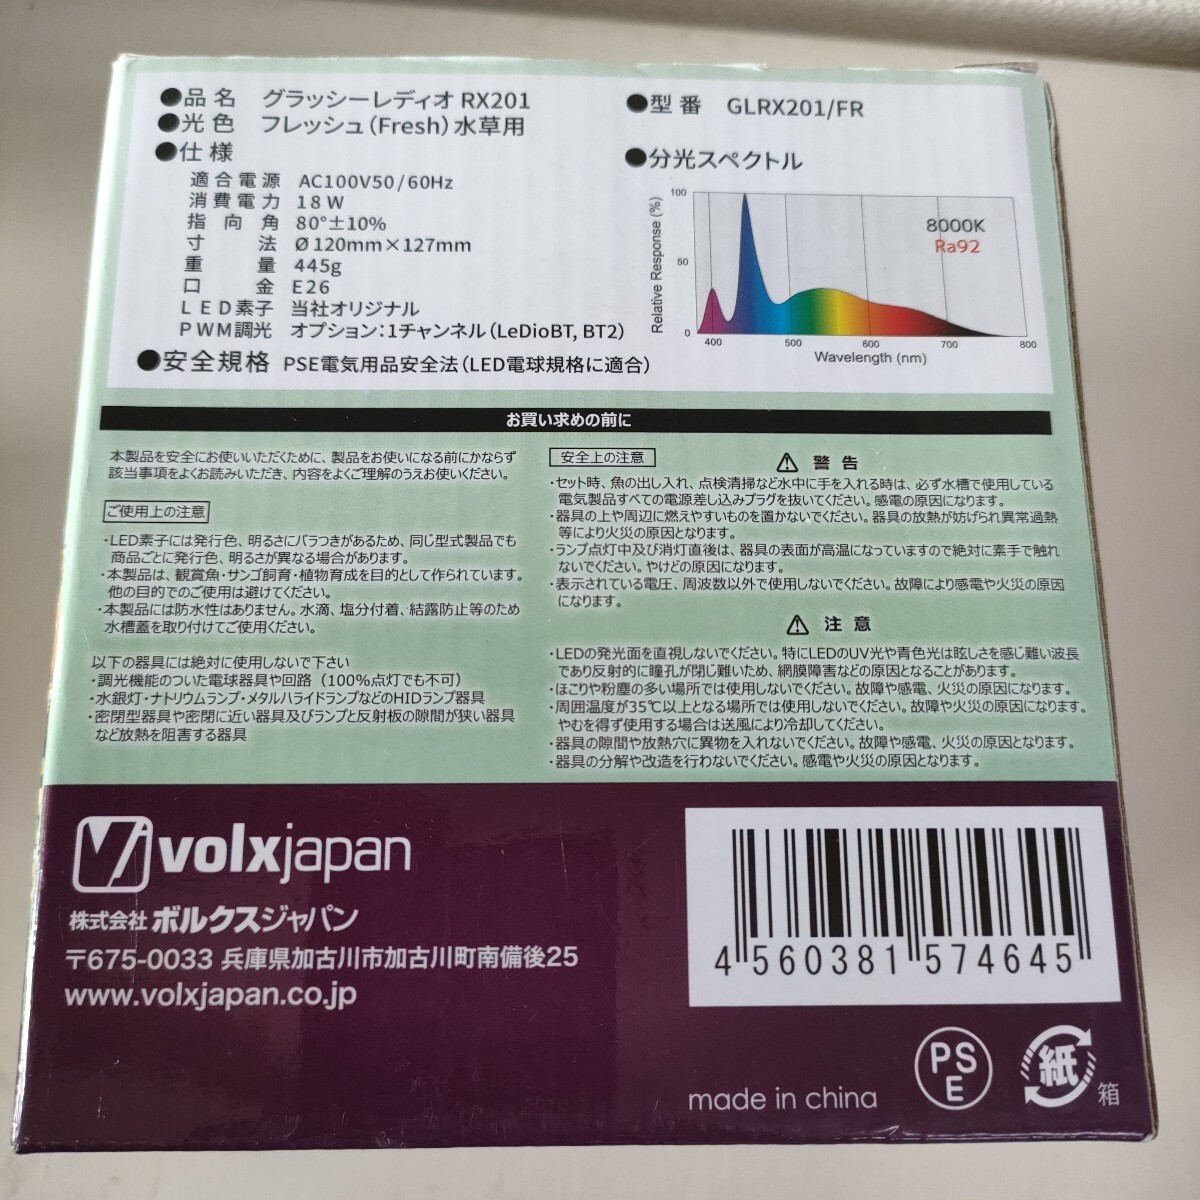 ●品名 グラッシーレディオ RX201
●光色 フレッシュ(Fresh)水草用
●仕様
適合電源 AC100V50/60Hz
消費電力 18W
指向角 80°±10%
寸法 Ø120mm×127mm
重量 445g
口金 E26
LED素子 当社オリジナル
PWM調光 オプション:1チャンネル(LeDioBT, BT2)
●安全規格 PSE電気用品安全法(LED電球規格に適合)
●型番 GLRX201/FR
●分光スペクトル
Relative Response (%)
100
50
0
8000K
Ra92
400 500 600 700 800
Wavelength (nm)
お買い求めの前に
本製品を安全にお使いいただくために、製品をお使いになる前にかならず
該当事項をよくお読みいただき、内容をよくご理解のうえお使いください。
ご使用上の注意
・LED素子には発行色、明るさにバラつきがあるため、同じ型式製品でも
商品ごとに発行色、明るさが異なる場合があります。
・本製品は、観賞魚・サンゴ飼育・植物育成を目的として作られています。
他の目的でのご使用は避けてください。
・本製品には防水性はありません。水滴、塩分付着、結露防止等のため
水槽蓋を取り付けてご使用ください。
以下の器具には絶対に使用しないで下さい
・調光機能のついた電球器具や回路(100%点灯でも不可)
・水銀灯・ナトリウムランプ・メタルハライドランプなどのHIDランプ器具
・密閉型器具や密閉に近い器具及びランプと反射板の隙間が狭い器具
など放熱を阻害する器具
安全上の注意
⚠ 警告
・セット時、魚の出し入れ、点検清掃など水中に手を入れる時は、必ず水槽で使用している
電気製品すべての電源差し込みプラグを抜いてください。感電の原因になります。
・器具の上や周辺に燃えやすいものを置かないでください。器具の放熱が妨げられ異常過熱
等により火災の原因となります。
・ランプ点灯中及び消灯直後は、器具の表面が高温になっていますので絶対に素手で触れ
ないでください。やけどの原因になります。
・表示されている電圧、周波数以外で使用しないでください。故障により感電や火災の原因
になります。
⚠ 注意
・LEDの発光面を直視しないでください。特にLEDのUV光や青色光は眩しさを感じ難い波長
であり反射的に瞳孔が閉じ難いため、網膜障害などの原因となることがあります。
・ほこりや粉塵の多い場所では使用しないでください。故障や感電、火災の原因になります。
・周囲温度が35℃以上となる場所では使用しないでください。故障や火災の原因になります。
やむを得ず使用する場合は送風により冷却してください。
・器具の隙間や放熱穴に異物を入れないでください。故障や感電、火災の原因となります。
・器具の分解や改造を行わないでください。感電や火災の原因となります。
volxjapan
株式会社 ボルクスジャパン
〒675-0033 兵庫県加古川市加古川町南備後25
www.volxjapan.co.jp
4 560381 574645
made in china
PS
E
紙
箱